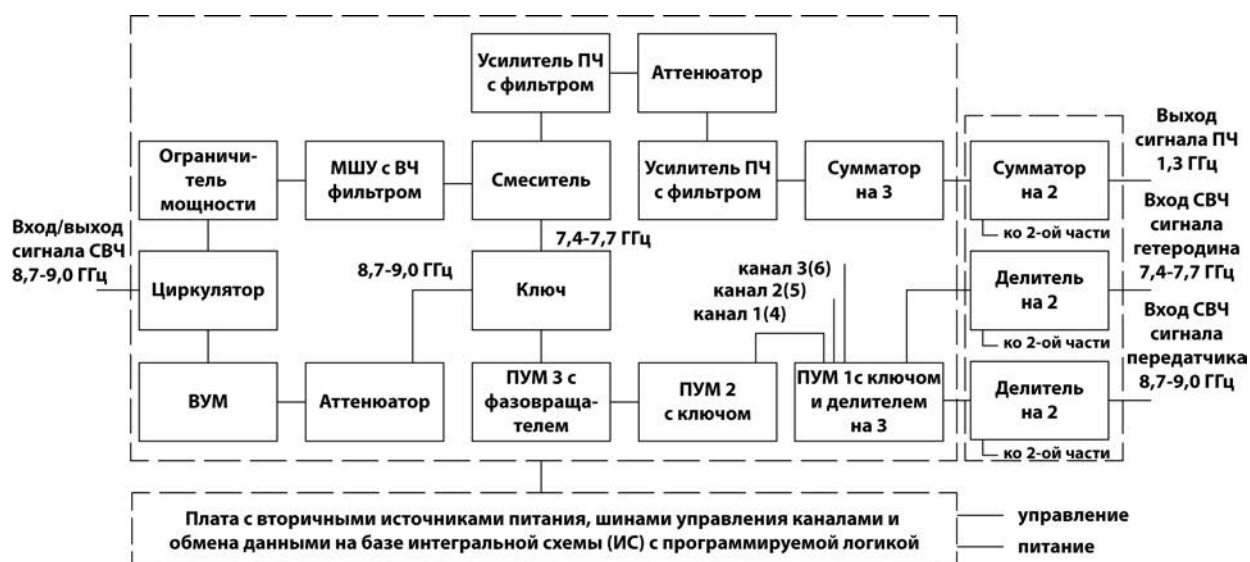 Усилитель ПЧ
с фильтром
Аттенюатор
Ограничи-
тель
мощности
МШУ с ВЧ
фильтром
Смеситель
Усилитель ПЧ
с фильтром
Сумматор
на 3
Сумматор
на 2
Выход
сигнала ПЧ
1,3 ГГц
ко 2-ой части
Вход/выход
сигнала СВЧ
8,7-9,0 ГГц
Циркулятор
8,7-9,0 ГГц
7,4-7,7 ГГц
Ключ
канал 3(6)
канал 2(5)
канал 1(4)
Делитель
на 2
Вход СВЧ
сигнала
гетеродина
7,4-7,7 ГГц
ко 2-ой части
ВУМ
Аттенюатор
ПУМ 3 с
фазовраща-
телем
ПУМ 2
с ключом
ПУМ 1с ключом
и делителем
на 3
Делитель
на 2
Вход СВЧ
сигнала
передатчика
8,7-9,0 ГГц
ко 2-ой части
Плата с вторичными источниками питания, шинами управления каналами и
обмена данными на базе интегральной схемы (ИС) с программируемой логикой
управление
питание